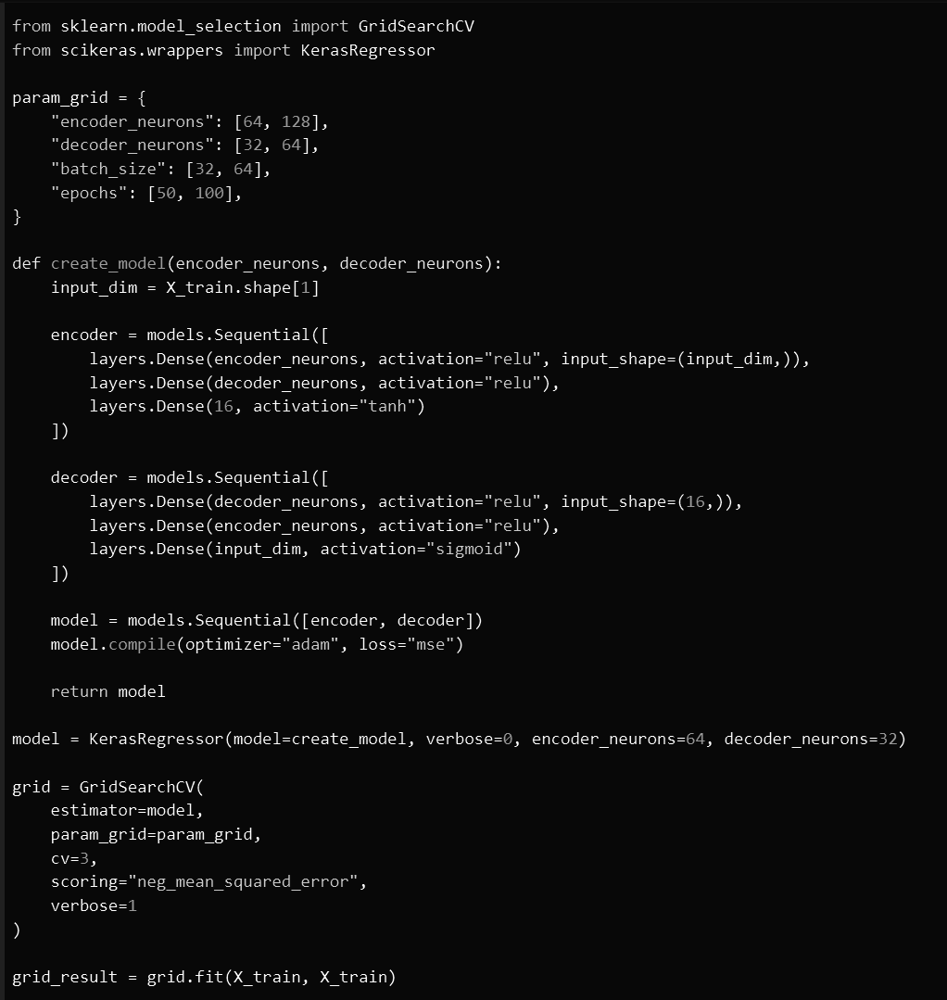 from sklearn.model_selection import GridSearchCV
from scikeras.wrappers import KerasRegressor

param_grid = {
    "encoder_neurons": [64, 128],
    "decoder_neurons": [32, 64],
    "batch_size": [32, 64],
    "epochs": [50, 100],
}

def create_model(encoder_neurons, decoder_neurons):
    input_dim = X_train.shape[1]

    encoder = models.Sequential([
        layers.Dense(encoder_neurons, activation="relu", input_shape=(input_dim,)),
        layers.Dense(decoder_neurons, activation="relu"),
        layers.Dense(16, activation="tanh")
    ])

    decoder = models.Sequential([
        layers.Dense(decoder_neurons, activation="relu", input_shape=(16,)),
        layers.Dense(encoder_neurons, activation="relu"),
        layers.Dense(input_dim, activation="sigmoid")
    ])

    model = models.Sequential([encoder, decoder])
    model.compile(optimizer="adam", loss="mse")

    return model

model = KerasRegressor(model=create_model, verbose=0, encoder_neurons=64, decoder_neurons=32)

grid = GridSearchCV(
    estimator=model,
    param_grid=param_grid,
    cv=3,
    scoring="neg_mean_squared_error",
    verbose=1
)

grid_result = grid.fit(X_train, X_train)